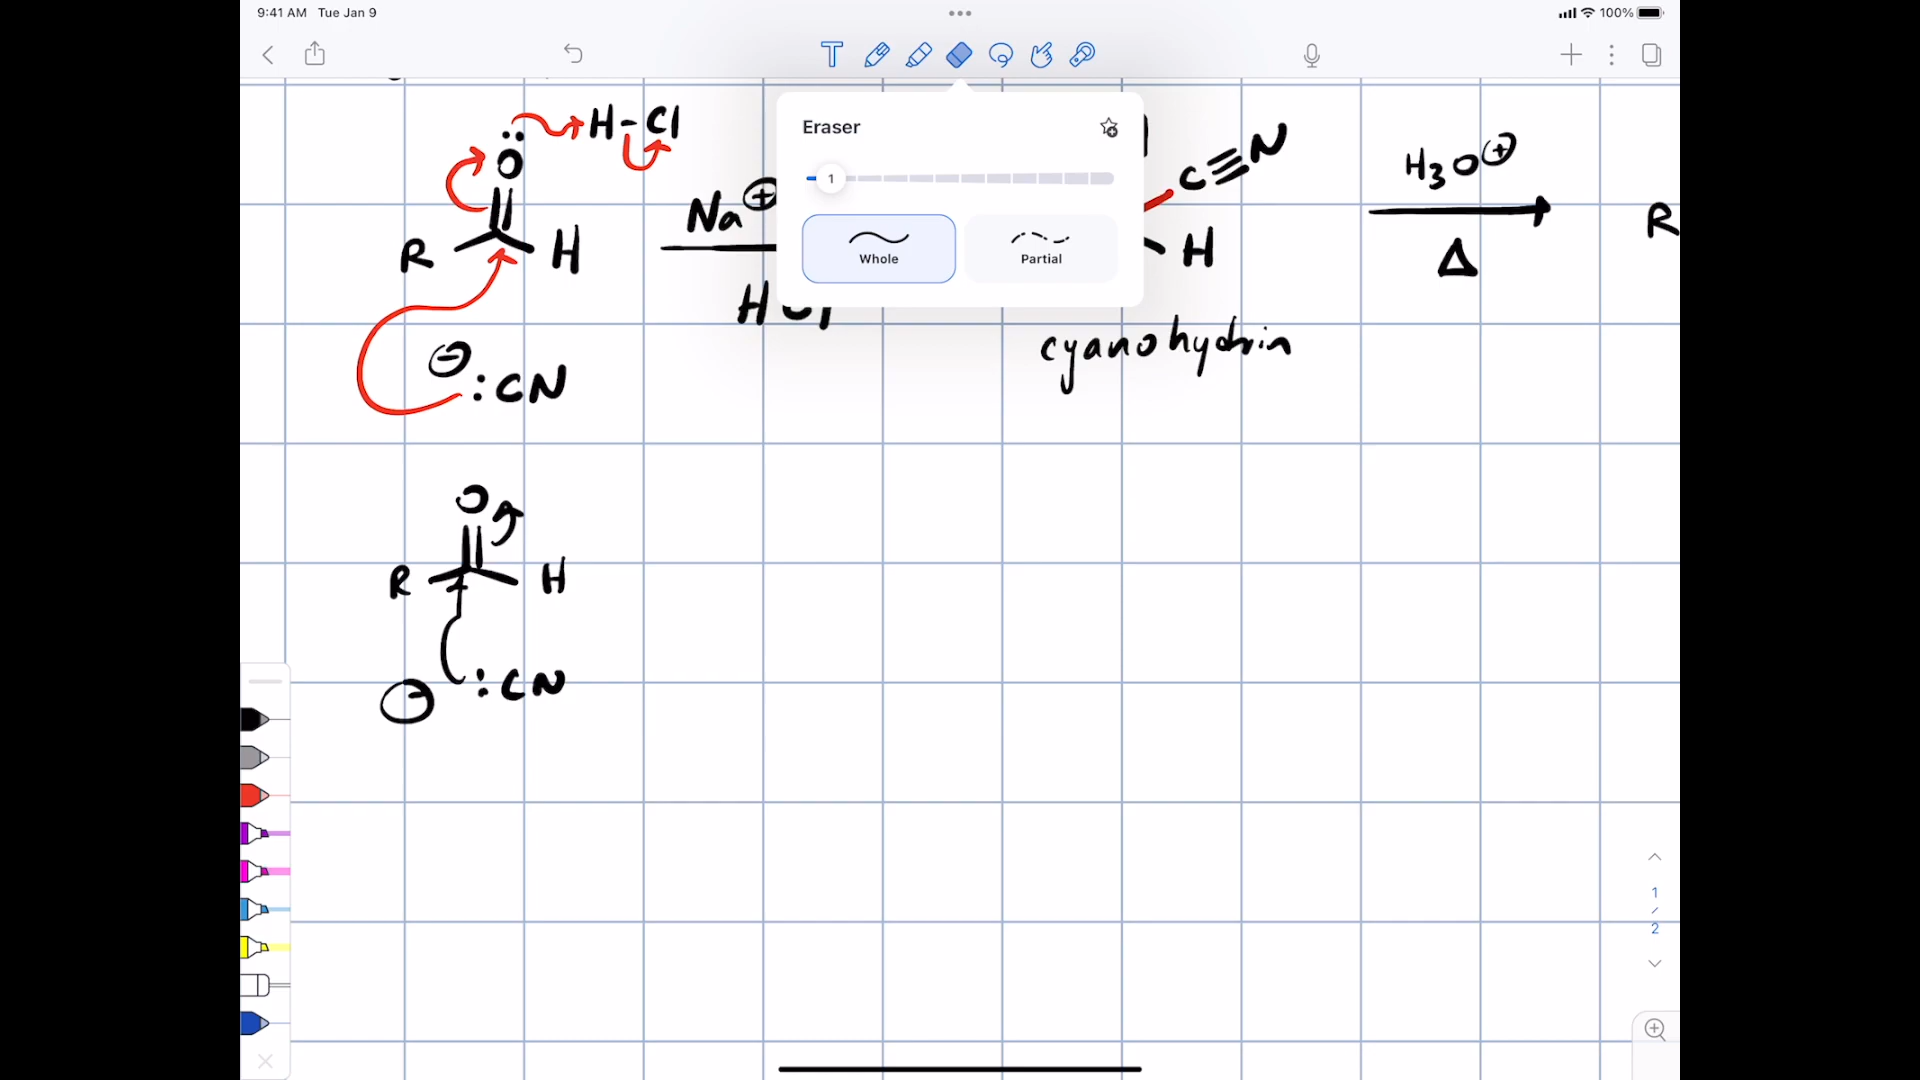 9:41 AM Tue Jan 9
100%
T
Eraser
1
Whole
Partial
H-Cl
O
R H
Na⊕
C≡N
H
H₃O⊕
Δ
R
⊖
:CN
cyanohydrin
O
R H
⊖ :CN
1
/
2